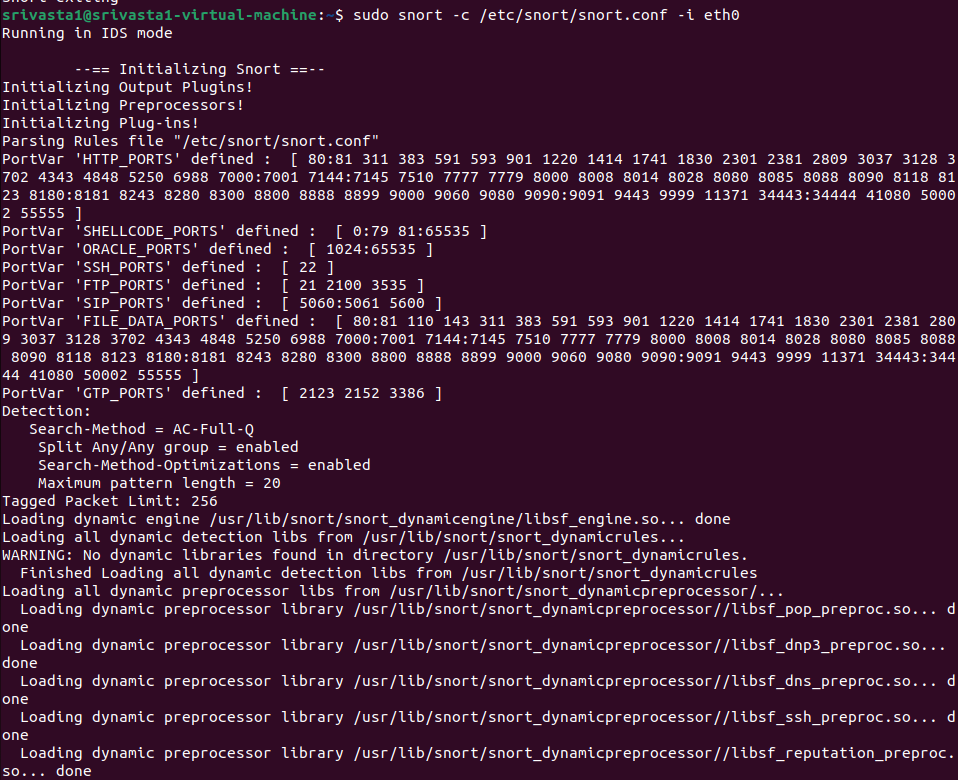 Snort exiting
srivasta1@srivasta1-virtual-machine:~$ sudo snort -c /etc/snort/snort.conf -i eth0
Running in IDS mode
--== Initializing Snort ==--
Initializing Output Plugins!
Initializing Preprocessors!
Initializing Plug-ins!
Parsing Rules file "/etc/snort/snort.conf"
PortVar 'HTTP_PORTS' defined :  [ 80:81 311 383 591 593 901 1220 1414 1741 1830 2301 2381 2809 3037 3128 3
702 4343 4848 5250 6988 7000:7001 7144:7145 7510 7777 7779 8000 8008 8014 8028 8080 8085 8088 8090 8118 81
23 8180:8181 8243 8280 8300 8800 8888 8899 9000 9060 9080 9090:9091 9443 9999 11371 34443:34444 41080 5000
2 55555 ]
PortVar 'SHELLCODE_PORTS' defined :  [ 0:79 81:65535 ]
PortVar 'ORACLE_PORTS' defined :  [ 1024:65535 ]
PortVar 'SSH_PORTS' defined :  [ 22 ]
PortVar 'FTP_PORTS' defined :  [ 21 2100 3535 ]
PortVar 'SIP_PORTS' defined :  [ 5060:5061 5600 ]
PortVar 'FILE_DATA_PORTS' defined :  [ 80:81 110 143 311 383 591 593 901 1220 1414 1741 1830 2301 2381 280
9 3037 3128 3702 4343 4848 5250 6988 7000:7001 7144:7145 7510 7777 7779 8000 8008 8014 8028 8080 8085 8088
8090 8118 8123 8180:8181 8243 8280 8300 8800 8888 8899 9000 9060 9080 9090:9091 9443 9999 11371 34443:344
44 41080 50002 55555 ]
PortVar 'GTP_PORTS' defined :  [ 2123 2152 3386 ]
Detection:
Search-Method = AC-Full-Q
Split Any/Any group = enabled
Search-Method-Optimizations = enabled
Maximum pattern length = 20
Tagged Packet Limit: 256
Loading dynamic engine /usr/lib/snort/snort_dynamicengine/libsf_engine.so... done
Loading all dynamic detection libs from /usr/lib/snort/snort_dynamicrules...
WARNING: No dynamic libraries found in directory /usr/lib/snort/snort_dynamicrules.
Finished Loading all dynamic detection libs from /usr/lib/snort/snort_dynamicrules
Loading all dynamic preprocessor libs from /usr/lib/snort/snort_dynamicpreprocessor/...
Loading dynamic preprocessor library /usr/lib/snort/snort_dynamicpreprocessor//libsf_pop_preproc.so... d
one
Loading dynamic preprocessor library /usr/lib/snort/snort_dynamicpreprocessor//libsf_dnp3_preproc.so...
done
Loading dynamic preprocessor library /usr/lib/snort/snort_dynamicpreprocessor//libsf_dns_preproc.so... d
one
Loading dynamic preprocessor library /usr/lib/snort/snort_dynamicpreprocessor//libsf_ssh_preproc.so... d
one
Loading dynamic preprocessor library /usr/lib/snort/snort_dynamicpreprocessor//libsf_reputation_preproc.
so... done